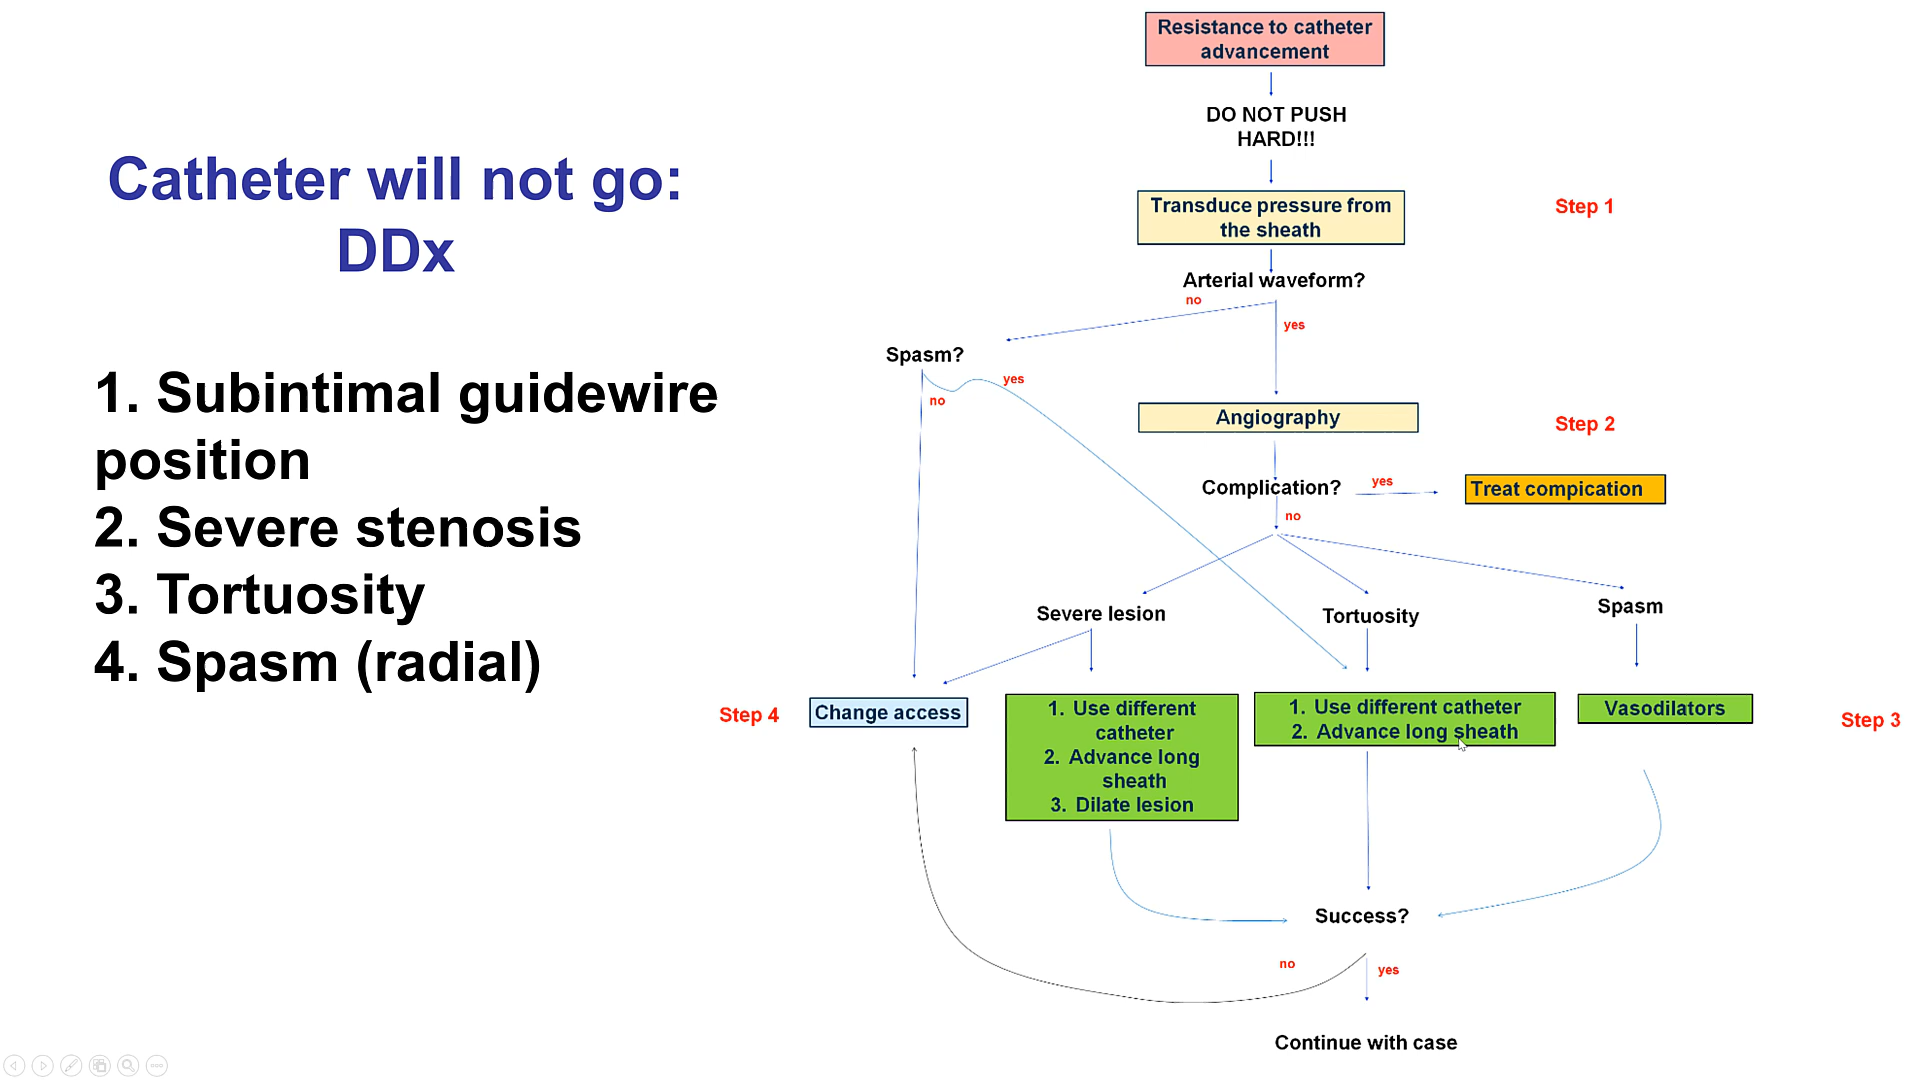 Catheter will not go:
DDx
1. Subintimal guidewire
position
2. Severe stenosis
3. Tortuosity
4. Spasm (radial)
Resistance to catheter
advancement
DO NOT PUSH
HARD!!!
Transduce pressure from
the sheath
Step 1
Arterial waveform?
no
yes
Spasm?
yes
no
Angiography
Step 2
Complication?
yes
Treat compication
no
Severe lesion
Tortuosity
Spasm
Step 4
Change access
1. Use different
catheter
2. Advance long
sheath
3. Dilate lesion
1. Use different catheter
2. Advance long sheath
Vasodilators
Step 3
Success?
no
yes
Continue with case